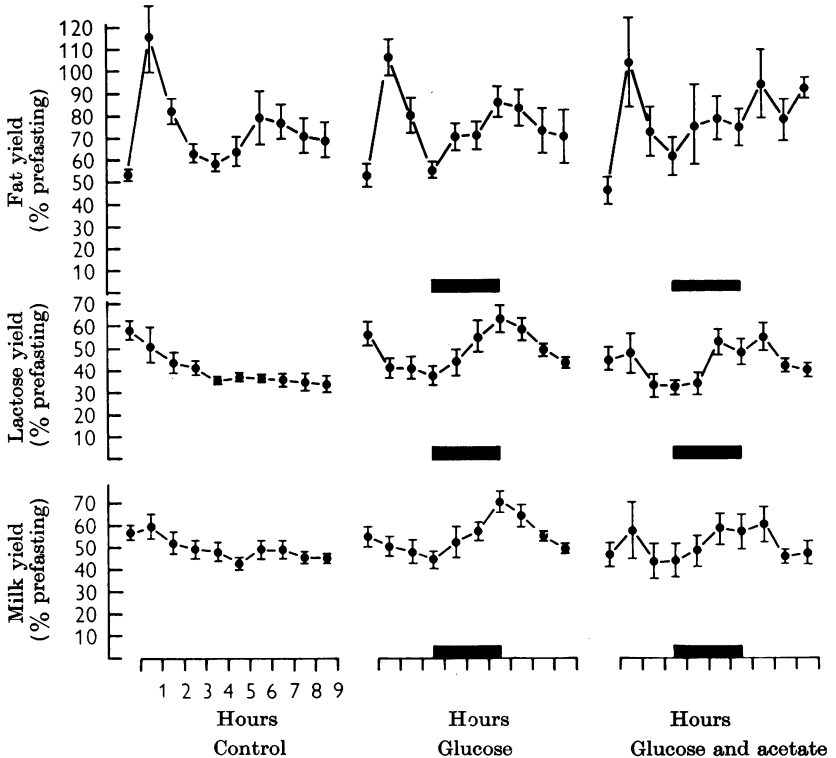 Fat yield
(% prefasting)
120
110
100
90
80
70
60
50
40
30
20
10
Lactose yield
(% prefasting)
70
60
50
40
30
20
10
Milk yield
(% prefasting)
70
60
50
40
30
20
10
1 2 3 4 5 6 7 8 9
Hours Hours Hours
Control Glucose Glucose and acetate